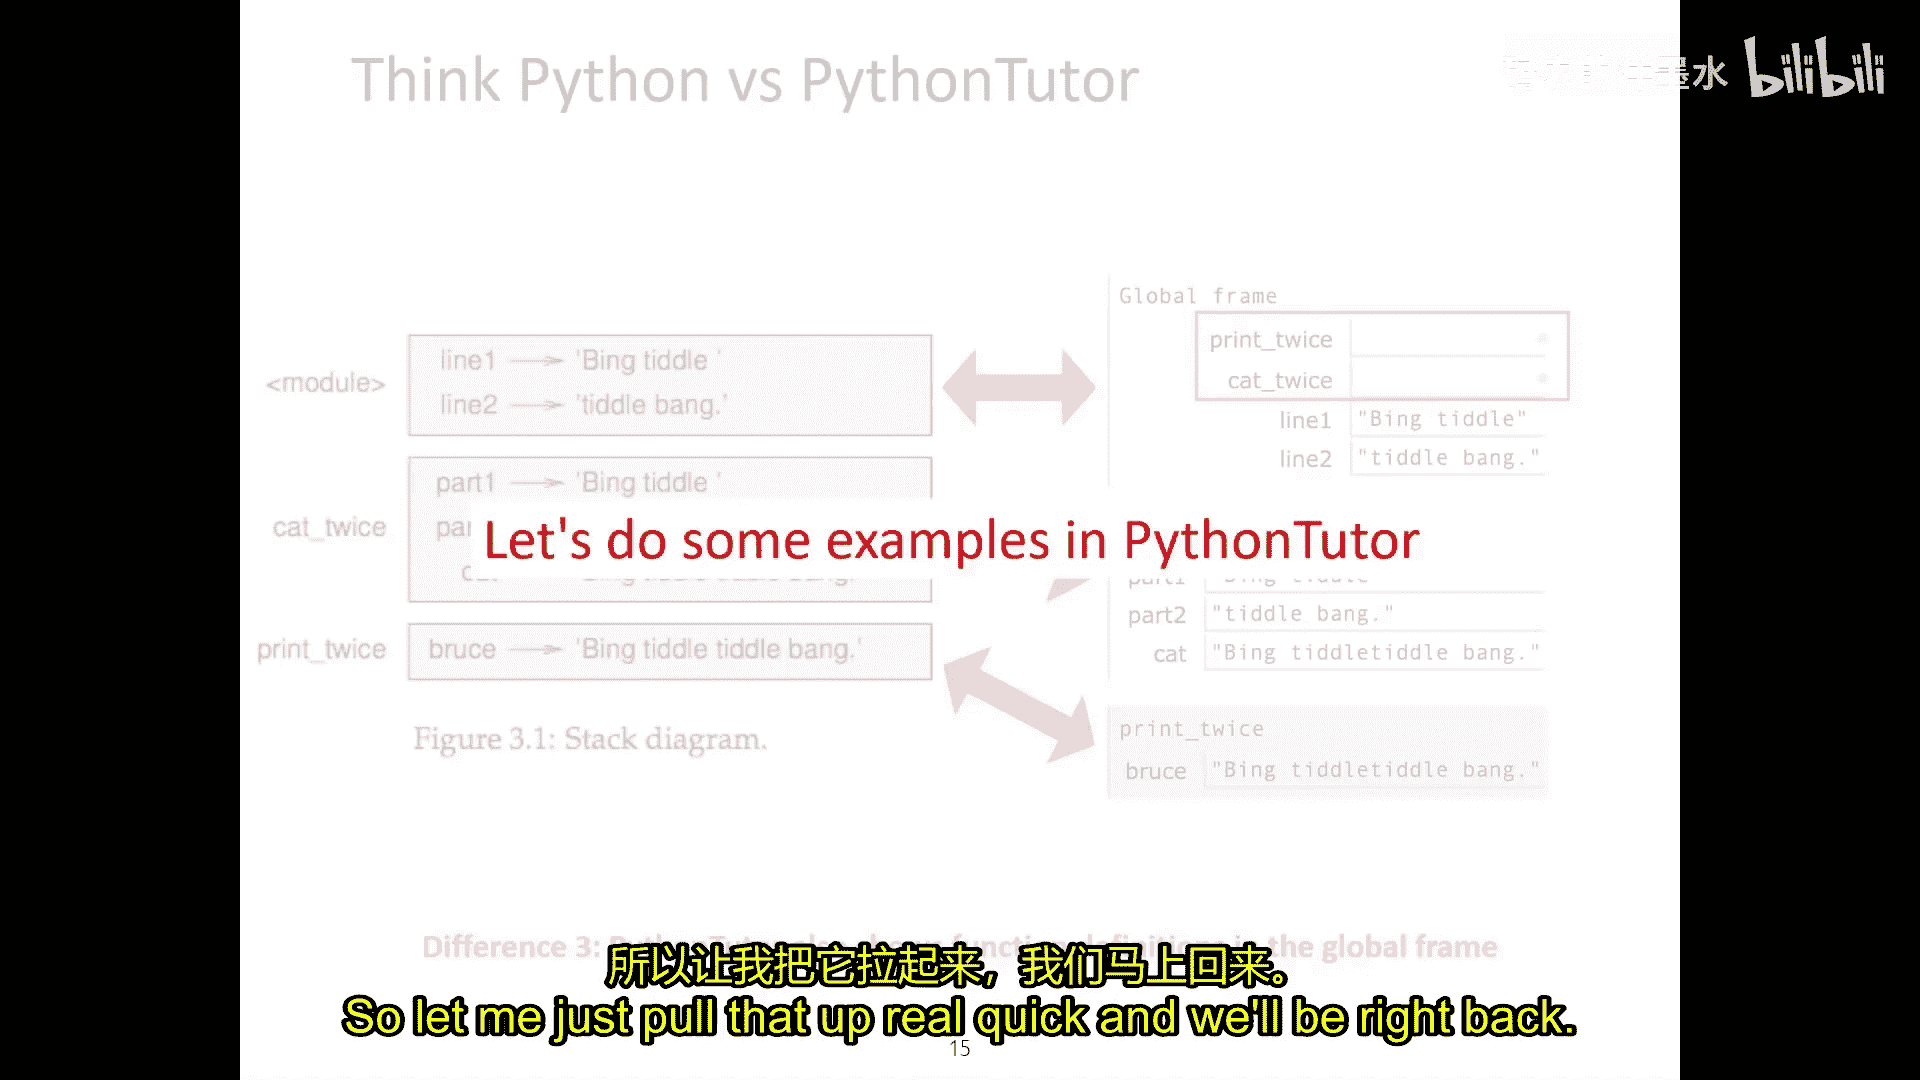 Think Python vs PythonTutor
墨水 bilibili
Global frame
print_twice
cat_twice
line1 "Bing tiddle"
line2 "tiddle bang."
<module>
line1 'Bing tiddle '
line2 'tiddle bang.'
cat_twice
part1 'Bing tiddle '
Let's do some examples in PythonTutor
part2 "tiddle bang."
cat "Bing tiddletiddle bang."
print_twice
bruce 'Bing tiddle tiddle bang.'
Figure 3.1: Stack diagram.
print_twice
bruce "Bing tiddletiddle bang."
Difference 3: the global frame
所以让我把它拉起来，我们马上回来。
So let me just pull that up real quick and we'll be right back.
15